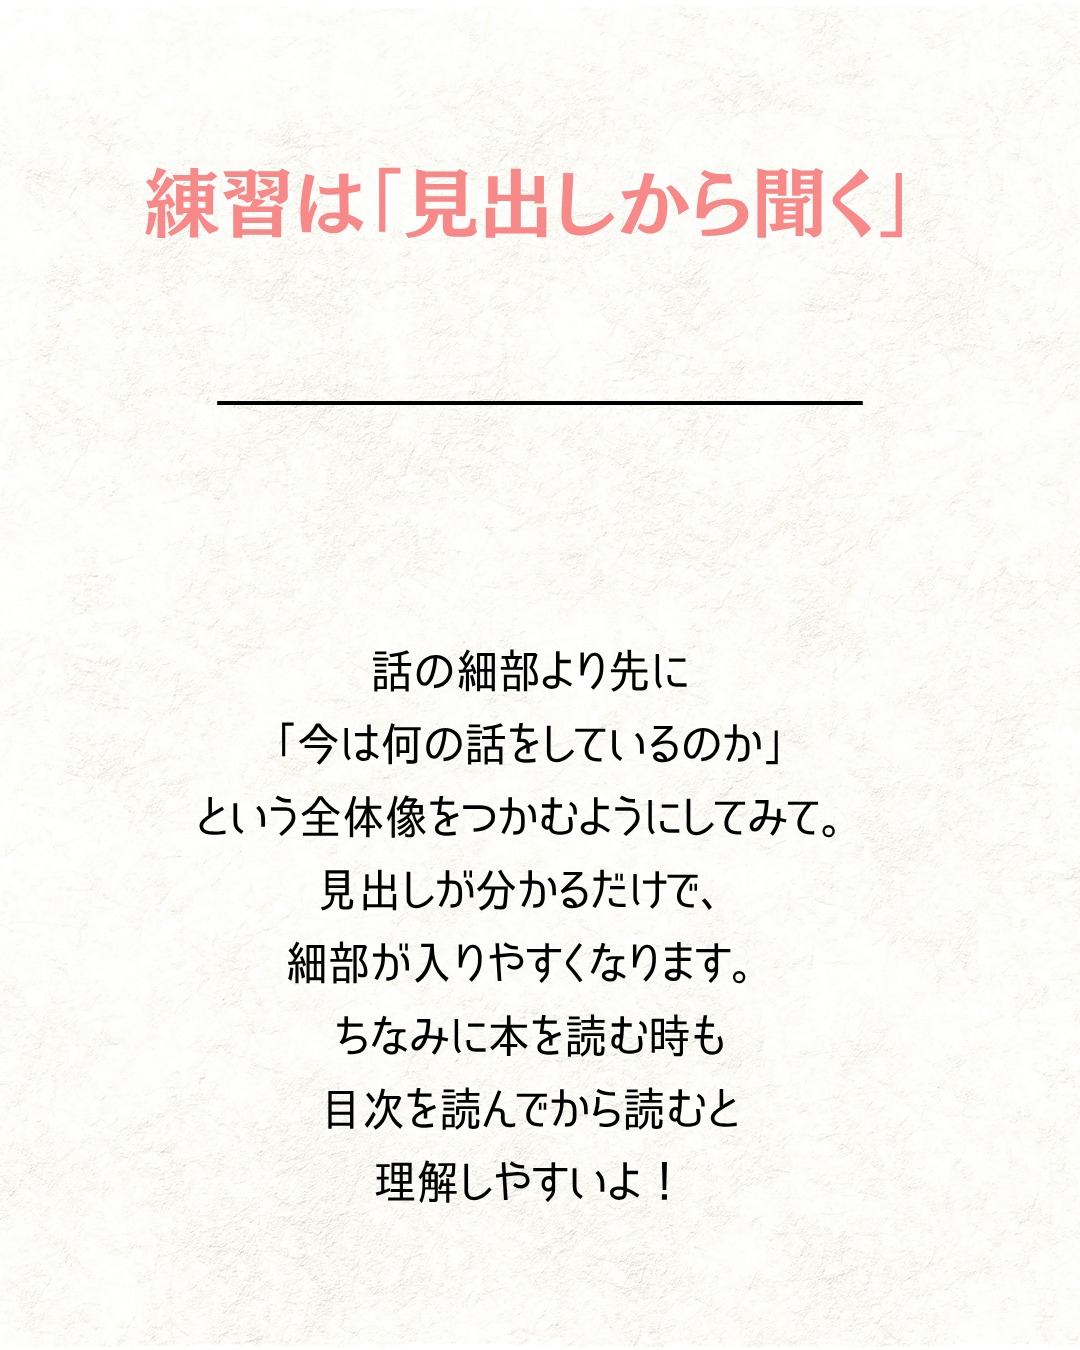 練習は「見出しから聞く」
話の細部より先に
「今は何の話をしているのか」
という全体像をつかむようにしてみて。
見出しが分かるだけで、
細部が入りやすくなります。
ちなみに本を読む時も
目次を読んでから読むと
理解しやすいよ！